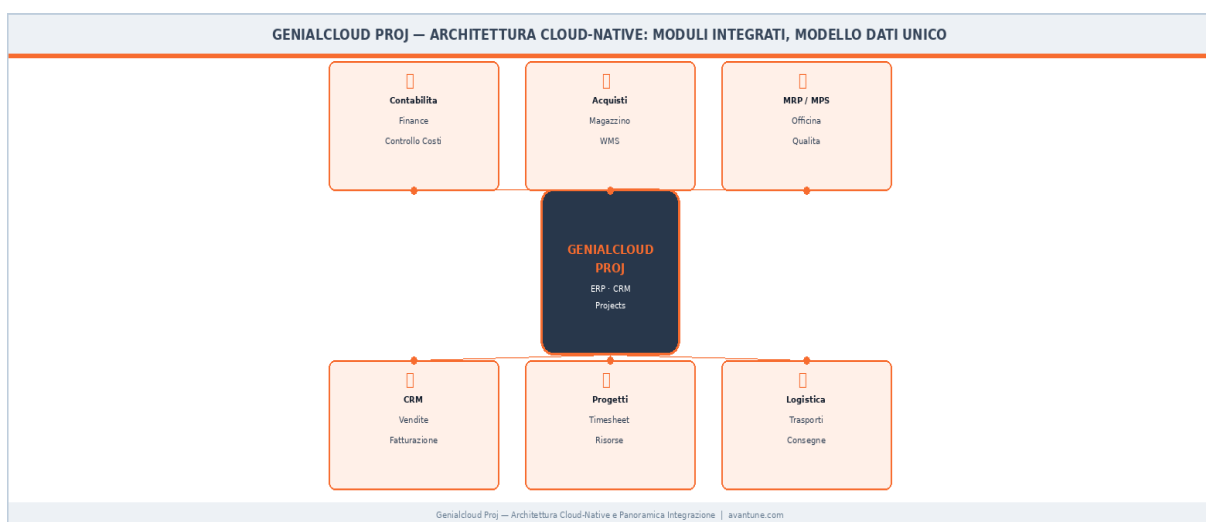 GENIALCLOUD PROJ — ARCHITETTURA CLOUD-NATIVE: MODULI INTEGRATI, MODELLO DATI UNICO
Contabilita
Finance
Controllo Costi
Acquisti
Magazzino
WMS
MRP / MPS
Officina
Qualita
GENIALCLOUD
PROJ
ERP · CRM
Projects
CRM
Vendite
Fatturazione
Progetti
Timesheet
Risorse
Logistica
Trasporti
Consegne
Genialcloud Proj — Architettura Cloud-Native e Panoramica Integrazione | avantune.com